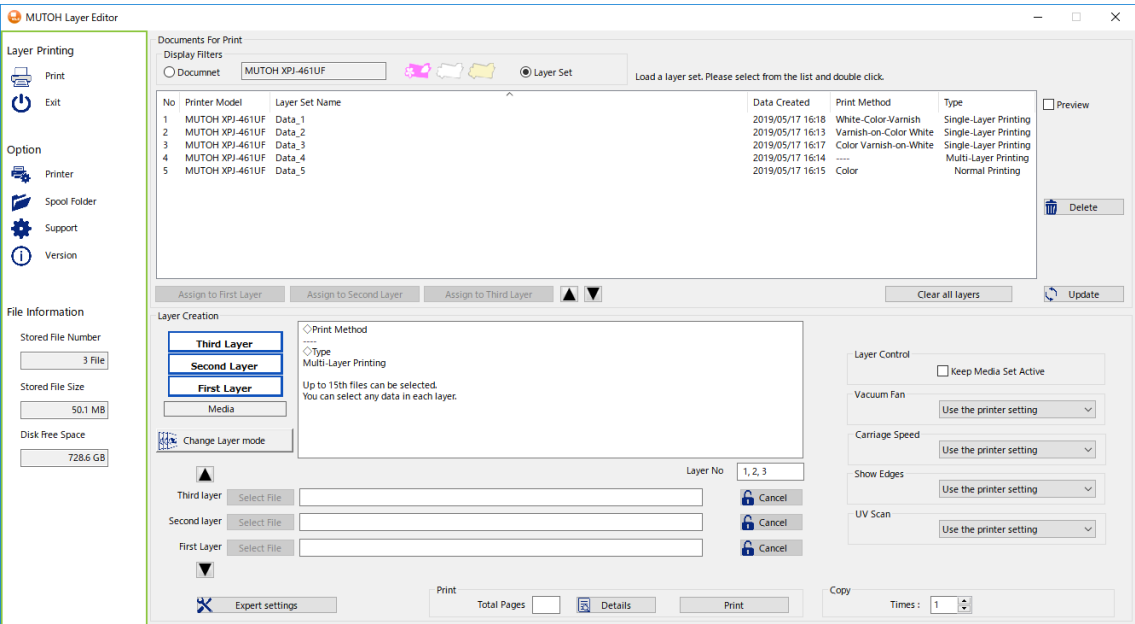 MUTOH Layer Editor
Layer Printing
Print
Exit
Option
Printer
Spool Folder
Support
Version
File Information
Stored File Number
3 File
Stored File Size
50.1 MB
Disk Free Space
728.6 GB
Documents For Print
Display Filters
Documnet
MUTOH XPJ-461UF
Layer Set
Load a layer set. Please select from the list and double click.
No Printer Model Layer Set Name Data Created Print Method Type
1 MUTOH XPJ-461UF Data_1 2019/05/17 16:18 White-Color-Varnish Single-Layer Printing
2 MUTOH XPJ-461UF Data_2 2019/05/17 16:13 Varnish-on-Color White Single-Layer Printing
3 MUTOH XPJ-461UF Data_3 2019/05/17 16:17 Color Varnish-on-White Single-Layer Printing
4 MUTOH XPJ-461UF Data_4 2019/05/17 16:14 ---- Multi-Layer Printing
5 MUTOH XPJ-461UF Data_5 2019/05/17 16:15 Color Normal Printing
Preview
Delete
Assign to First Layer Assign to Second Layer Assign to Third Layer
Clear all layers
Update
Layer Creation
Third Layer
Second Layer
First Layer
Media
Change Layer mode
◇Print Method
----
◇Type
Multi-Layer Printing
Up to 15th files can be selected.
You can select any data in each layer.
Layer No 1, 2, 3
Third layer Select File Cancel
Second layer Select File Cancel
First Layer Select File Cancel
Layer Control
Keep Media Set Active
Vacuum Fan
Use the printer setting
Carriage Speed
Use the printer setting
Show Edges
Use the printer setting
UV Scan
Use the printer setting
Expert settings
Print
Total Pages Details Print
Copy
Times : 1